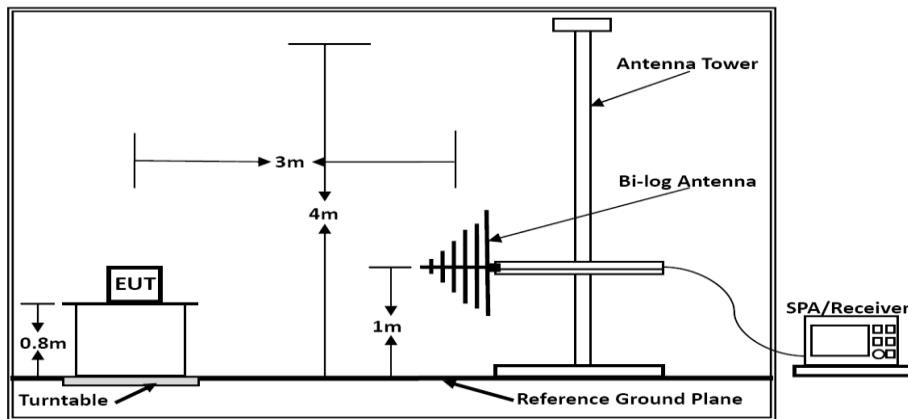 Antenna Tower
3m
Bi-log Antenna
4m
EUT
0.8m
1m
SPA/Receiver
Turntable
Reference Ground Plane